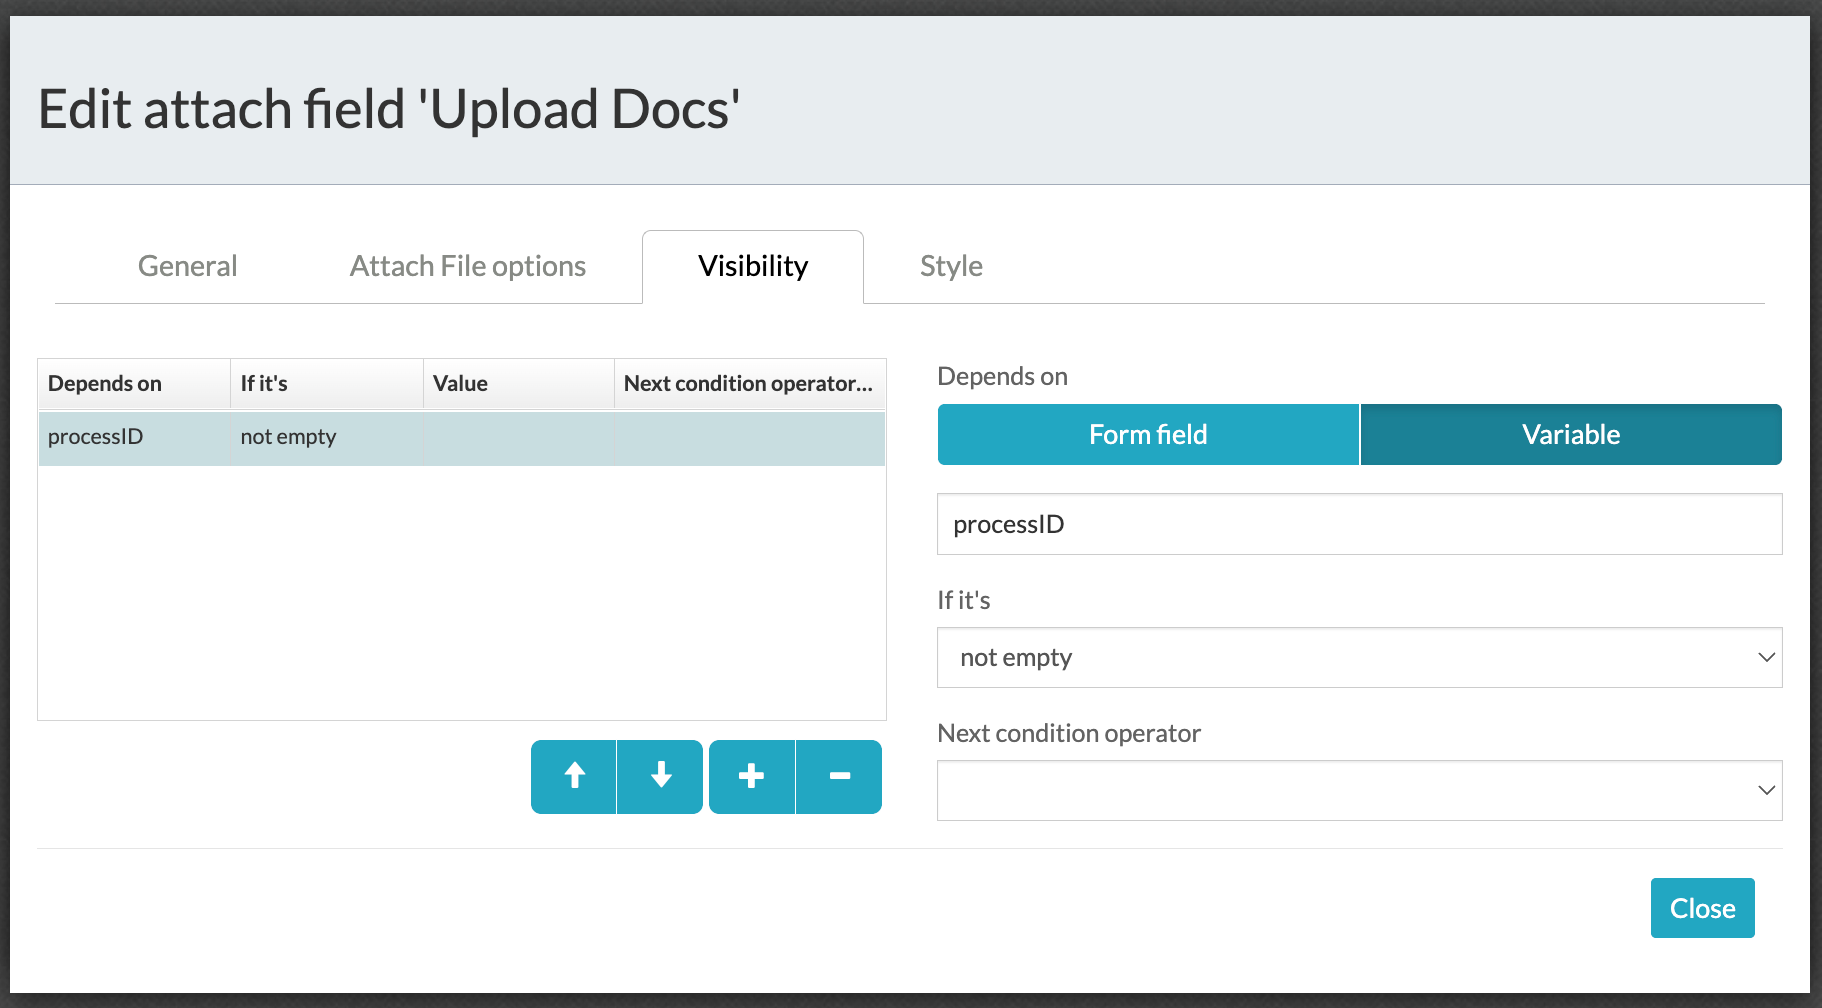 Edit attach field 'Upload Docs'
General Attach File options Visibility Style
Depends on If it's Value Next condition operator...
processID not empty
Depends on
Form field Variable
processID
If it's
not empty
Next condition operator
Close